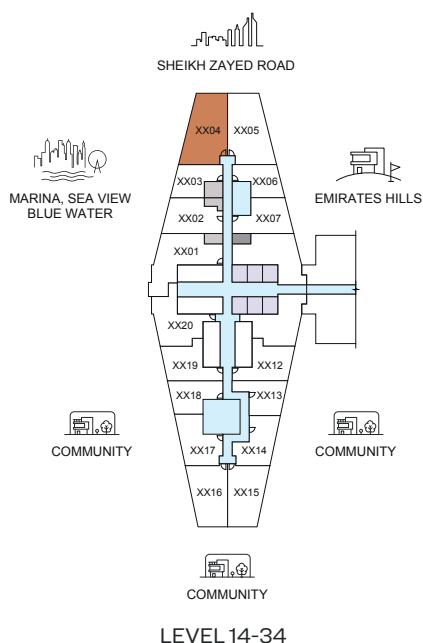 SHEIKH ZAYED ROAD
XX04
XX05
MARINA, SEA VIEW
BLUE WATER
XX03
XX06
EMIRATES HILLS
XX02
XX07
XX01
XX20
XX19
XX12
XX18
XX13
COMMUNITY
COMMUNITY
XX17
XX14
XX16
XX15
COMMUNITY
LEVEL 14-34